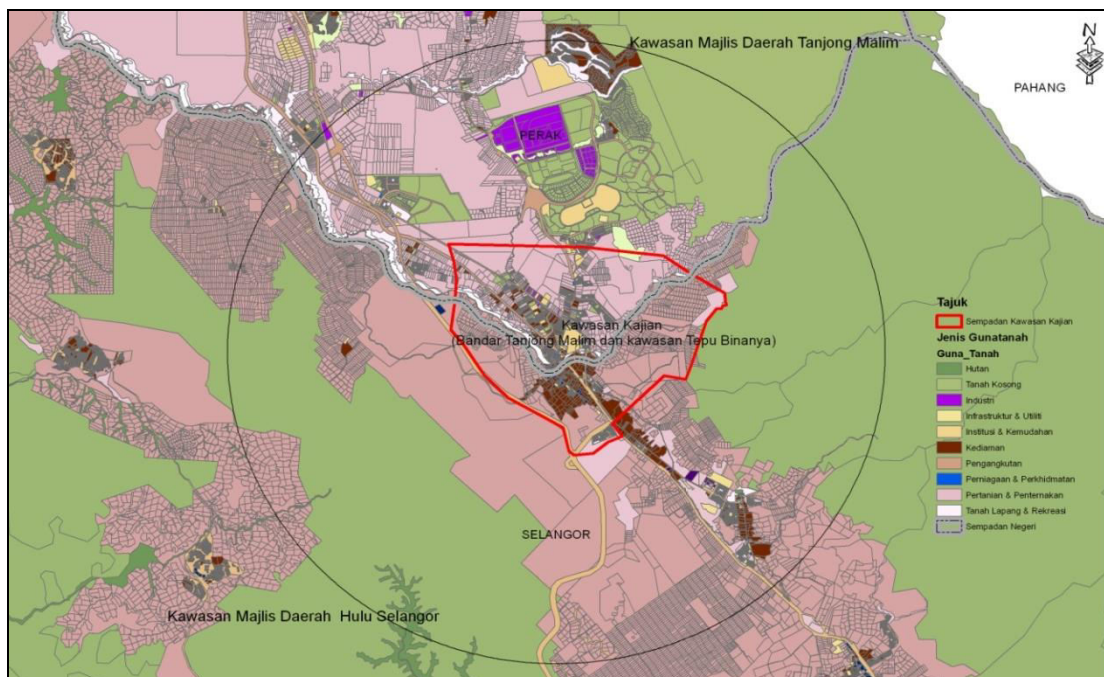 Kawasan Majlis Daerah Tanjong Malim
N
PAHANG
PERAK
Kawasan Kajian
(Bandar Tanjong Malim dan kawasan Tepu Binanya)
SELANGOR
Kawasan Majlis Daerah Hulu Selangor
Tajuk
Sempadan Kawasan Kajian
Jenis Gunatanah
Guna_Tanah
Hutan
Tanah Kosong
Industri
Infrastruktur & Utiliti
Institusi & Kemudahan
Kediaman
Pengangkutan
Perniagaan & Perkhidmatan
Pertanian & Penternakan
Tanah Lapang & Rekreasi
Sempadan Negeri